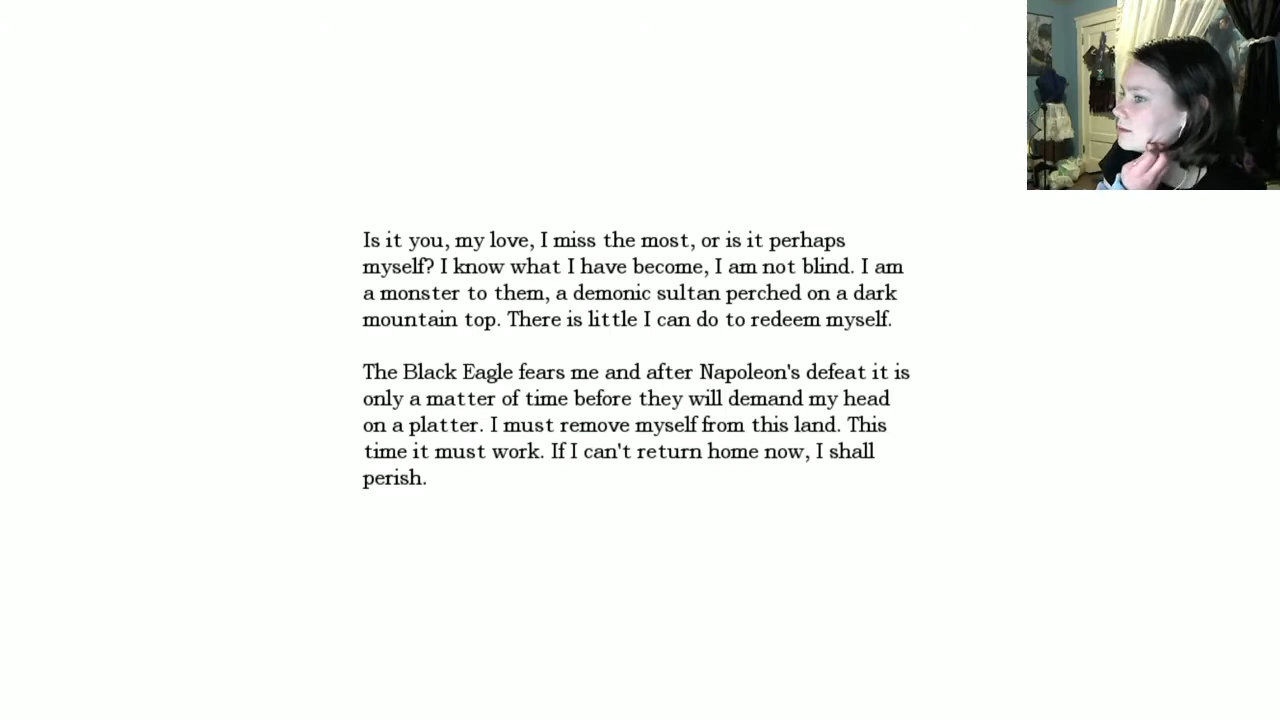 Is it you, my love, I miss the most, or is it perhaps
myself? I know what I have become, I am not blind. I am
a monster to them, a demonic sultan perched on a dark
mountain top. There is little I can do to redeem myself.
The Black Eagle fears me and after Napoleon's defeat it is
only a matter of time before they will demand my head
on a platter. I must remove myself from this land. This
time it must work. If I can't return home now, I shall
perish.